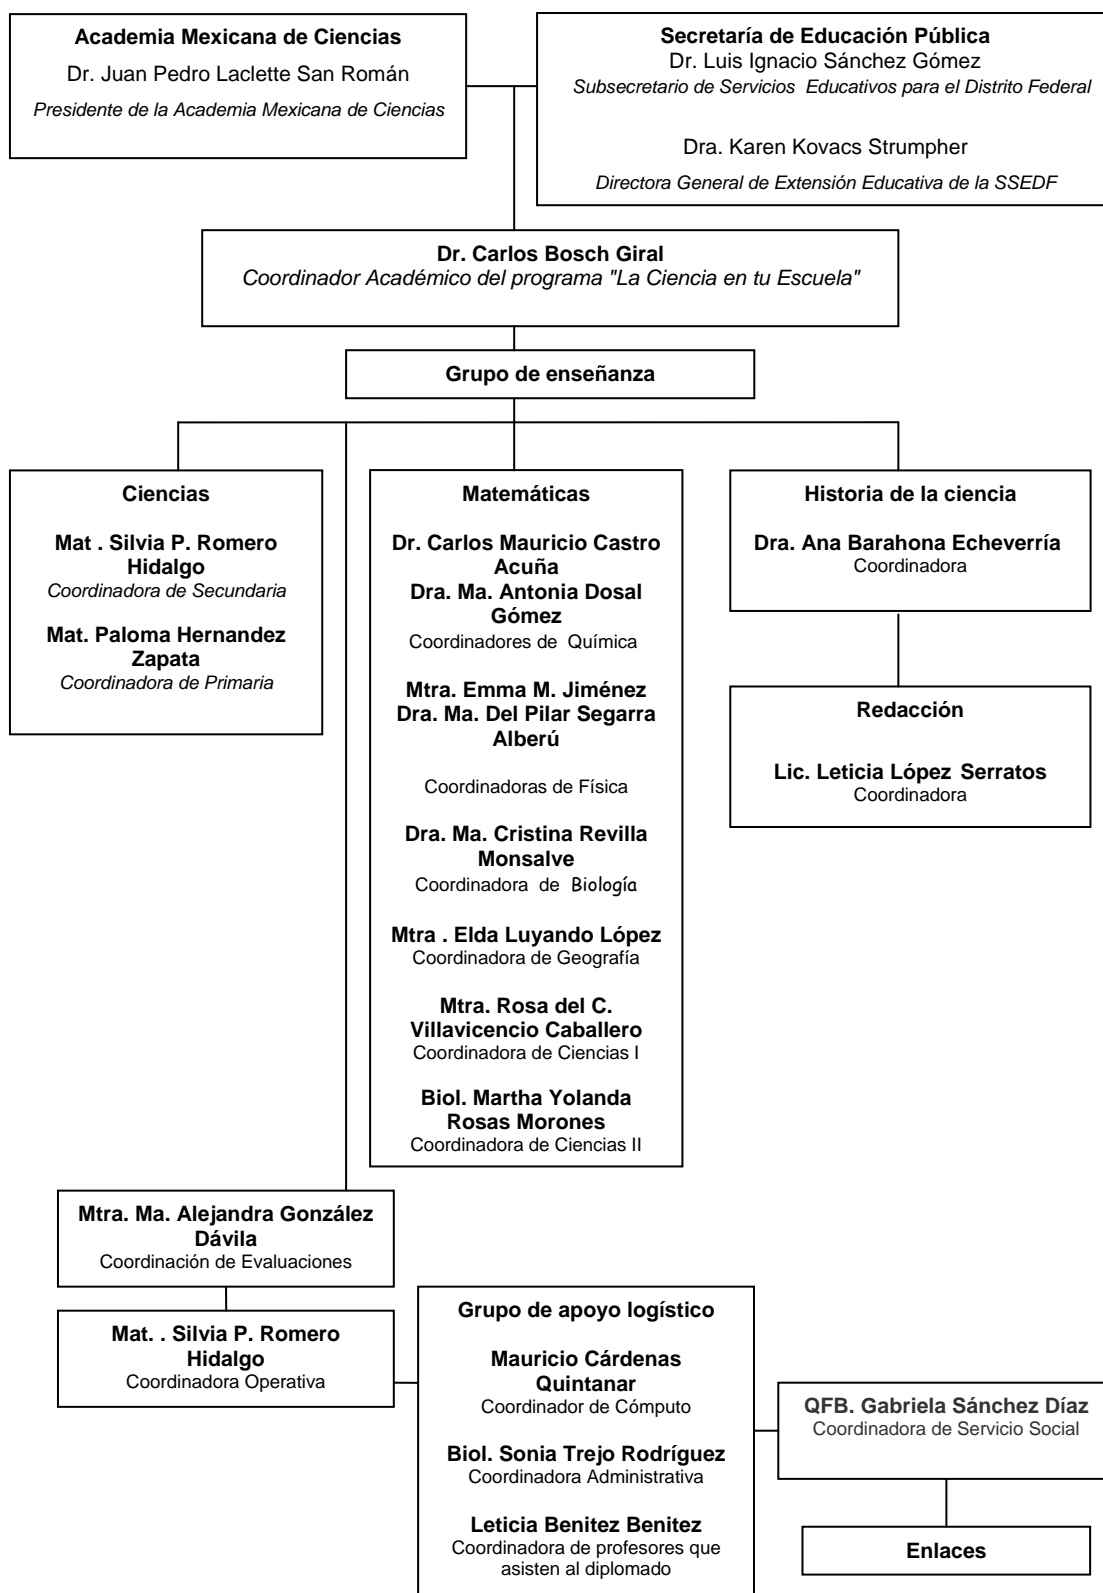 Academia Mexicana de Ciencias
Dr. Juan Pedro Laclette San Román
Presidente de la Academia Mexicana de Ciencias
Secretaría de Educación Pública
Dr. Luis Ignacio Sánchez Gómez
Subsecretario de Servicios Educativos para el Distrito Federal
Dra. Karen Kovacs Strumpher
Directora General de Extensión Educativa de la SSEDF
Dr. Carlos Bosch Giral
Coordinador Académico del programa "La Ciencia en tu Escuela"
Grupo de enseñanza
Ciencias
Mat . Silvia P. Romero
Hidalgo
Coordinadora de Secundaria
Mat. Paloma Hernandez
Zapata
Coordinadora de Primaria
Matemáticas
Dr. Carlos Mauricio Castro
Acuña
Dra. Ma. Antonia Dosal
Gómez
Coordinadores de Química
Mtra. Emma M. Jiménez
Dra. Ma. Del Pilar Segarra
Alberú
Coordinadoras de Física
Dra. Ma. Cristina Revilla
Monsalve
Coordinadora de Biología
Mtra . Elda Luyando López
Coordinadora de Geografía
Mtra. Rosa del C.
Villavicencio Caballero
Coordinadora de Ciencias I
Biol. Martha Yolanda
Rosas Morones
Coordinadora de Ciencias II
Historia de la ciencia
Dra. Ana Barahona Echeverría
Coordinadora
Redacción
Lic. Leticia López Serratos
Coordinadora
Mtra. Ma. Alejandra González
Dávila
Coordinación de Evaluaciones
Mat. . Silvia P. Romero
Hidalgo
Coordinadora Operativa
Grupo de apoyo logístico
Mauricio Cárdenas
Quintanar
Coordinador de Cómputo
Biol. Sonia Trejo Rodríguez
Coordinadora Administrativa
Leticia Benitez Benitez
Coordinadora de profesores que
asisten al diplomado
QFB. Gabriela Sánchez Díaz
Coordinadora de Servicio Social
Enlaces